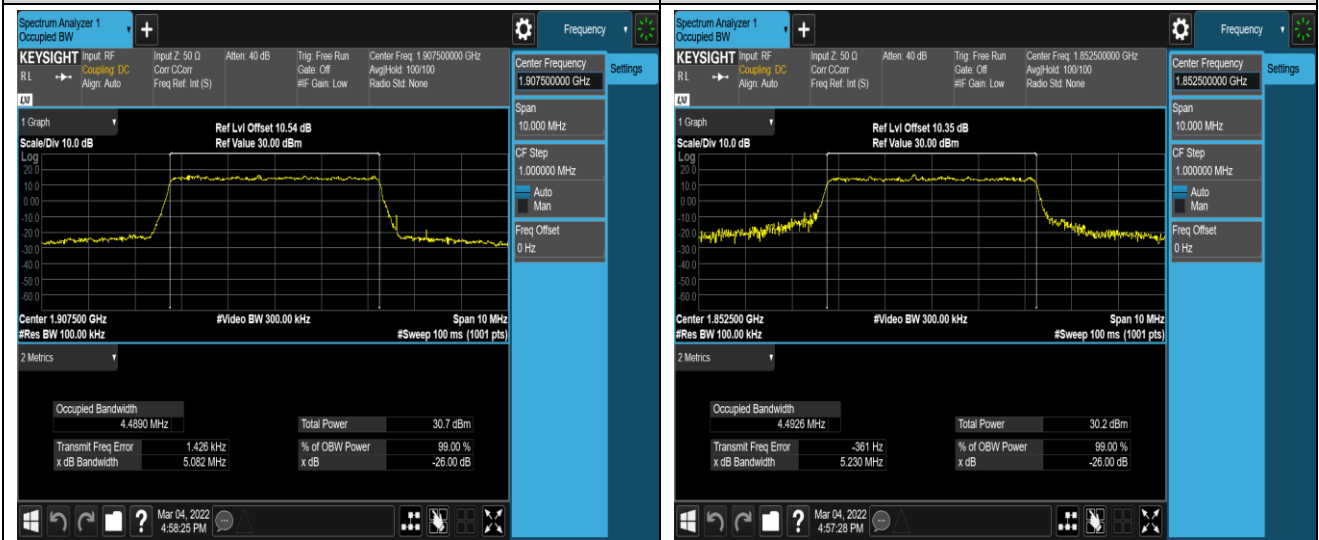 Spectrum Analyzer 1
Occupied BW
Frequency
KEYSIGHT
Input: RF
Coupling: DC
Align: Auto
Input Z: 50 Ω
Corr CCorr
Freq Ref: Int (S)
Atten: 40 dB
Trig: Free Run
Gate: Off
#IF Gain: Low
Center Freq: 1.907500000 GHz
Avg|Hold: 100/100
Radio Std: None
R L
LXI
Center Frequency
1.907500000 GHz
Settings
Span
10.000 MHz
CF Step
1.000000 MHz
Auto
Man
Freq Offset
0 Hz
1 Graph
Ref Lvl Offset 10.54 dB
Scale/Div 10.0 dB
Ref Value 30.00 dBm
Log
20.0
10.0
0.00
-10.0
-20.0
-30.0
-40.0
-50.0
-60.0
Center 1.907500 GHz
#Video BW 300.00 kHz
Span 10 MHz
#Res BW 100.00 kHz
#Sweep 100 ms (1001 pts)
2 Metrics
Occupied Bandwidth
4.4890 MHz
Total Power 30.7 dBm
Transmit Freq Error 1.426 kHz
% of OBW Power 99.00 %
x dB Bandwidth 5.082 MHz
x dB -26.00 dB
Mar 04, 2022
4:58:25 PM
Spectrum Analyzer 1
Occupied BW
Frequency
KEYSIGHT
Input: RF
Coupling: DC
Align: Auto
Input Z: 50 Ω
Corr CCorr
Freq Ref: Int (S)
Atten: 40 dB
Trig: Free Run
Gate: Off
#IF Gain: Low
Center Freq: 1.852500000 GHz
Avg|Hold: 100/100
Radio Std: None
R L
LXI
Center Frequency
1.852500000 GHz
Settings
Span
10.000 MHz
CF Step
1.000000 MHz
Auto
Man
Freq Offset
0 Hz
1 Graph
Ref Lvl Offset 10.35 dB
Scale/Div 10.0 dB
Ref Value 30.00 dBm
Log
20.0
10.0
0.00
-10.0
-20.0
-30.0
-40.0
-50.0
-60.0
Center 1.852500 GHz
#Video BW 300.00 kHz
Span 10 MHz
#Res BW 100.00 kHz
#Sweep 100 ms (1001 pts)
2 Metrics
Occupied Bandwidth
4.4926 MHz
Total Power 30.2 dBm
Transmit Freq Error -361 Hz
% of OBW Power 99.00 %
x dB Bandwidth 5.230 MHz
x dB -26.00 dB
Mar 04, 2022
4:57:28 PM